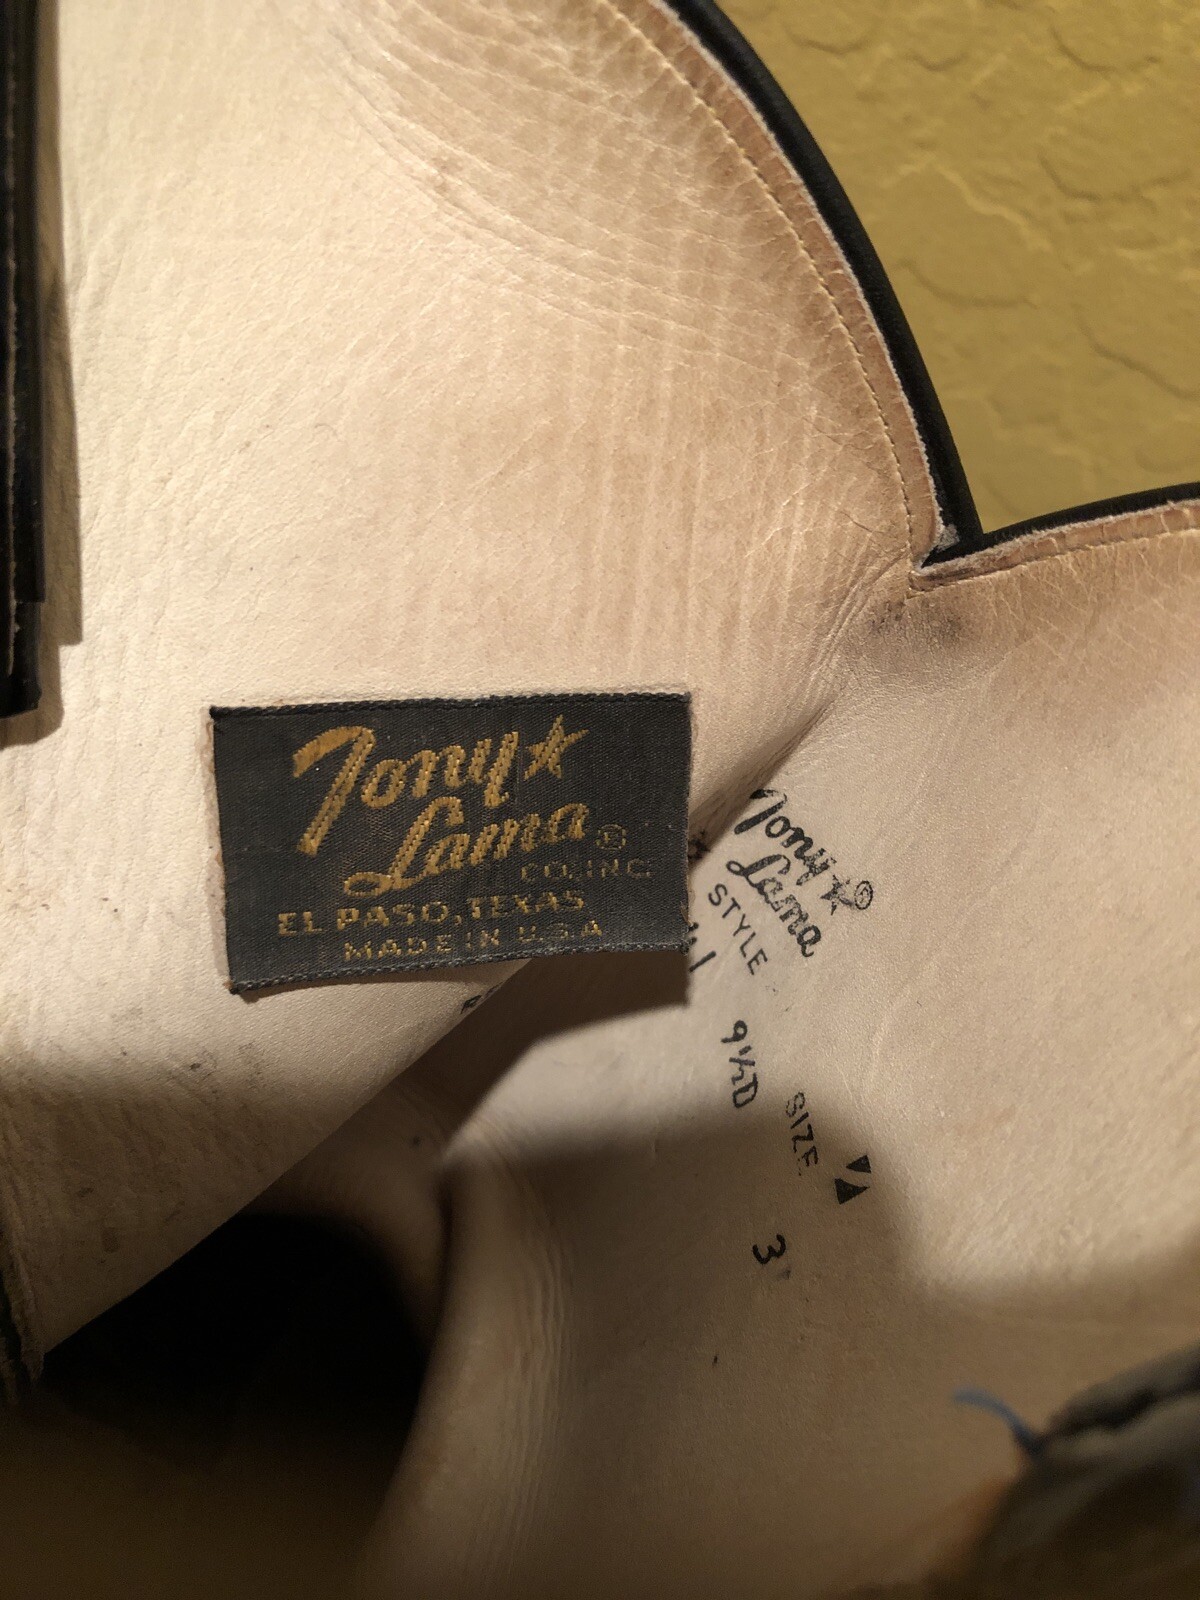 Tony★
Lama®
CO. INC
EL PASO, TEXAS
MADE IN U.S.A
Tony★®
Lama
STYLE
9½D
SIZE
3